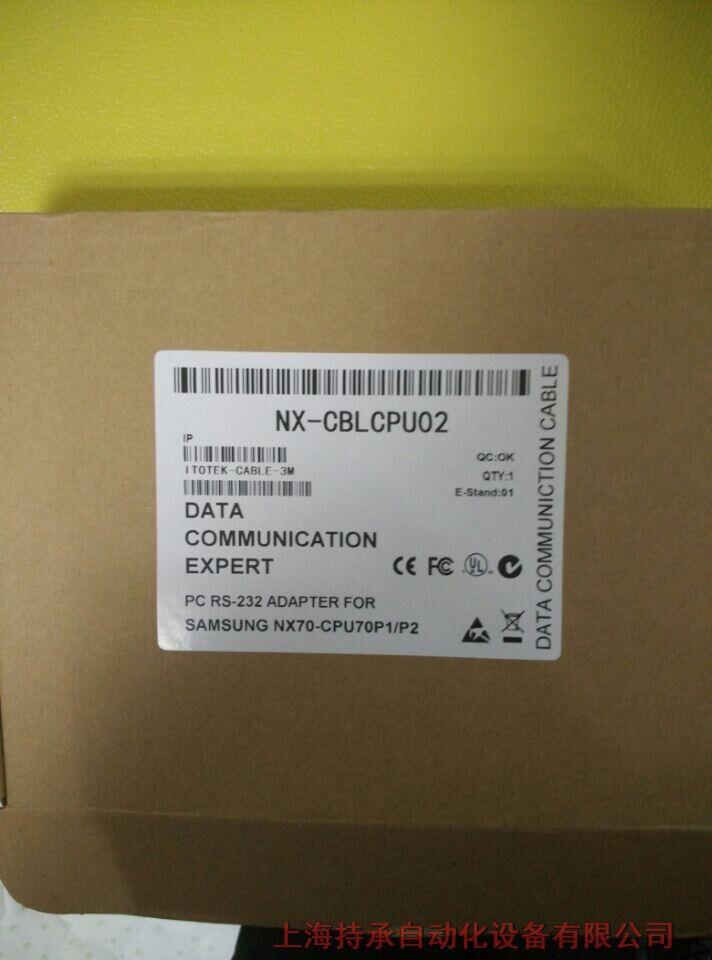 NX-CBLCPU02
IP
ITOTEK-CABLE-3M
QC:OK
QTY:1
E-Stand:01
DATA
COMMUNICATION
EXPERT
CE FC UL
PC RS-232 ADAPTER FOR
SAMSUNG NX70-CPU70P1/P2
DATA COMMUNICTION CABLE
上海持承自动化设备有限公司